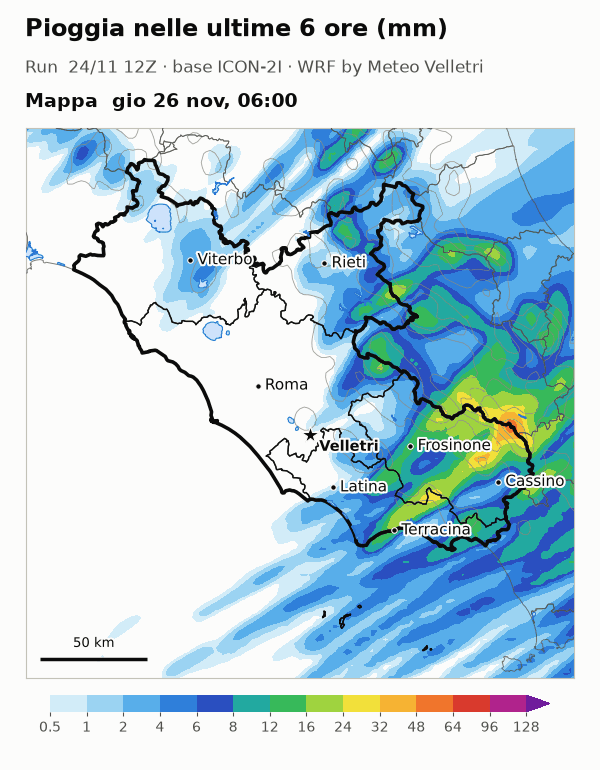 Pioggia nelle ultime 6 ore (mm)
Run  24/11 12Z · base ICON-2I · WRF by Meteo Velletri
Mappa  gio 26 nov, 06:00
Viterbo
Rieti
Roma
Velletri
Frosinone
Latina
Cassino
Terracina
50 km
0.5 1 2 4 6 8 12 16 24 32 48 64 96 128